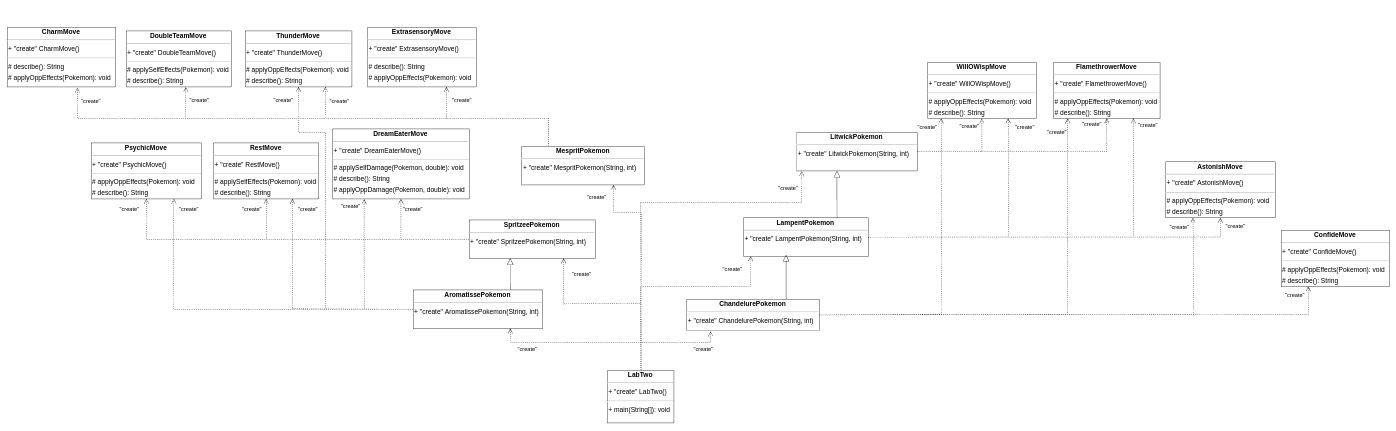 CharmMove
+ "create" CharmMove()
# describe(): String
# applyOppEffects(Pokemon): void
DoubleTeamMove
+ "create" DoubleTeamMove()
# applySelfEffects(Pokemon): void
# describe(): String
ThunderMove
+ "create" ThunderMove()
# applyOppEffects(Pokemon): void
# describe(): String
ExtrasensoryMove
+ "create" ExtrasensoryMove()
# describe(): String
# applyOppEffects(Pokemon): void
WillOWispMove
+ "create" WillOWispMove()
# applyOppEffects(Pokemon): void
# describe(): String
FlamethrowerMove
+ "create" FlamethrowerMove()
# applyOppEffects(Pokemon): void
# describe(): String
"create"
"create"
"create"
"create"
"create"
"create"
"create"
"create"
"create"
"create"
"create"
PsychicMove
+ "create" PsychicMove()
# applyOppEffects(Pokemon): void
# describe(): String
RestMove
+ "create" RestMove()
# applySelfEffects(Pokemon): void
# describe(): String
DreamEaterMove
+ "create" DreamEaterMove()
# applySelfDamage(Pokemon, double): void
# describe(): String
# applyOppDamage(Pokemon, double): void
MespritPokemon
+ "create" MespritPokemon(String, int)
LitwickPokemon
+ "create" LitwickPokemon(String, int)
AstonishMove
+ "create" AstonishMove()
# applyOppEffects(Pokemon): void
# describe(): String
"create"
"create"
"create"
"create"
"create"
"create"
"create"
"create"
"create"
"create"
SpritzeePokemon
+ "create" SpritzeePokemon(String, int)
LampentPokemon
+ "create" LampentPokemon(String, int)
ConfideMove
+ "create" ConfideMove()
# applyOppEffects(Pokemon): void
# describe(): String
"create"
"create"
"create"
AromatissePokemon
+ "create" AromatissePokemon(String, int)
ChandelurePokemon
+ "create" ChandelurePokemon(String, int)
"create"
"create"
LabTwo
+ "create" LabTwo()
+ main(String[]): void